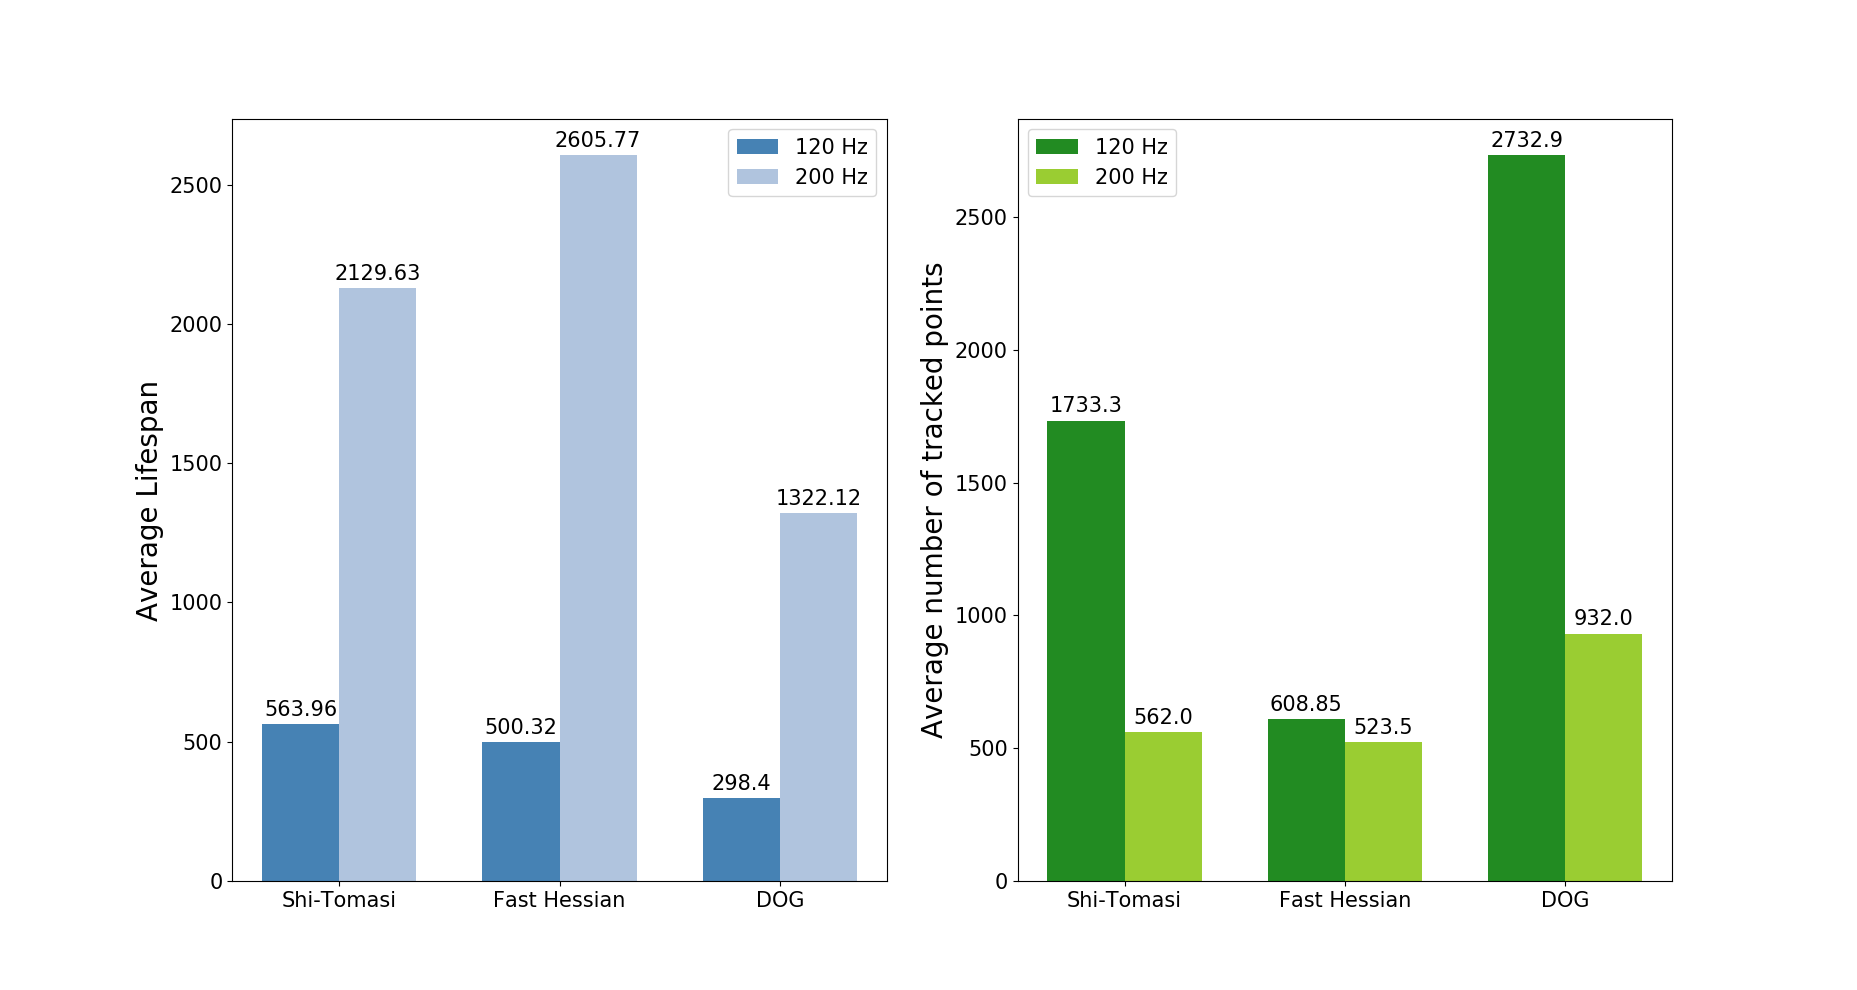 Average Lifespan
2500
2000
1500
1000
500
0
2605.77
2129.63
1322.12
563.96
500.32
298.4
120 Hz
200 Hz
Shi-Tomasi
Fast Hessian
DOG
Average number of tracked points
2500
2000
1500
1000
500
0
120 Hz
200 Hz
2732.9
1733.3
932.0
608.85
562.0
523.5
Shi-Tomasi
Fast Hessian
DOG